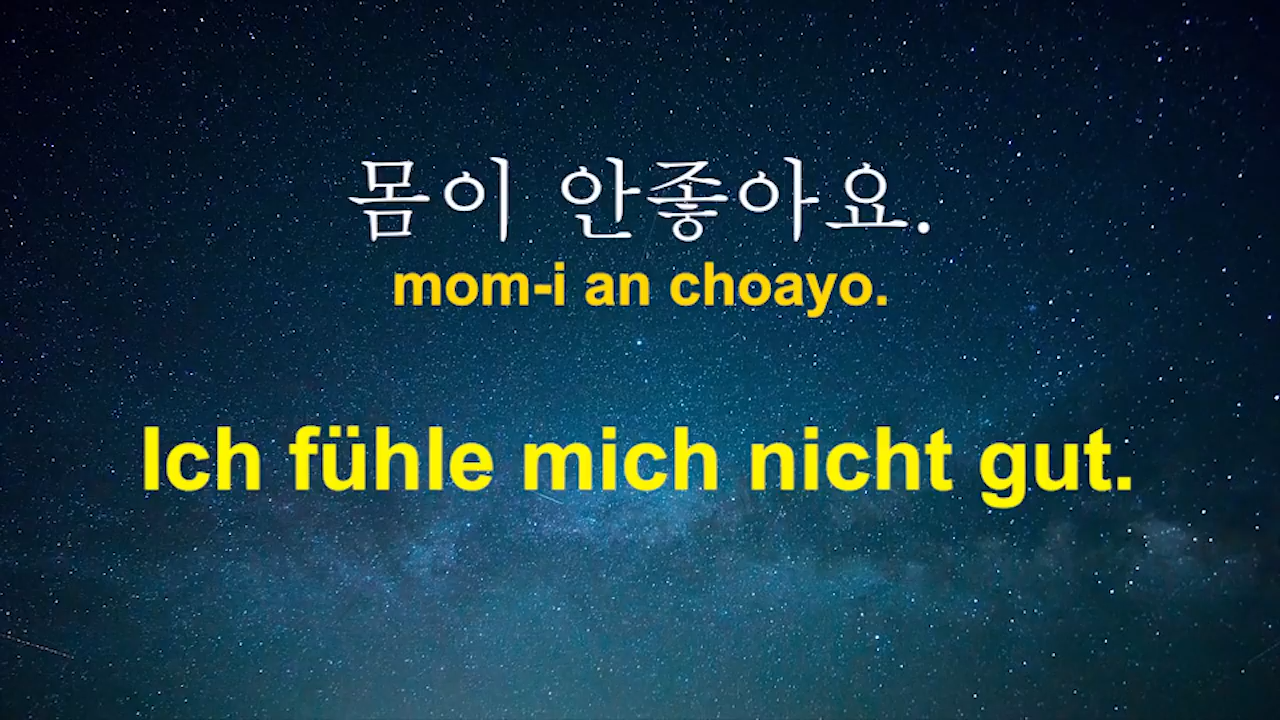 몸이 안좋아요.
mom-i an choayo.
Ich fühle mich nicht gut.